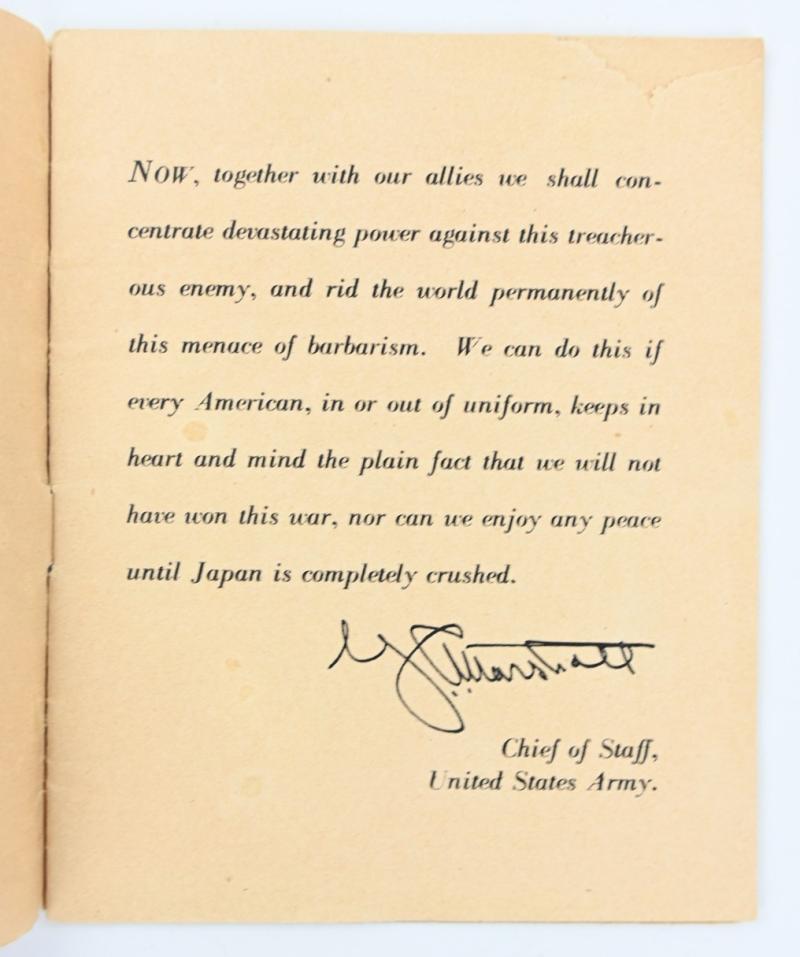 NOW, together with our allies we shall con-
centrate devastating power against this treacher-
ous enemy, and rid the world permanently of
this menace of barbarism. We can do this if
every American, in or out of uniform, keeps in
heart and mind the plain fact that we will not
have won this war, nor can we enjoy any peace
until Japan is completely crushed.
G. C. Marshall
Chief of Staff,
United States Army.